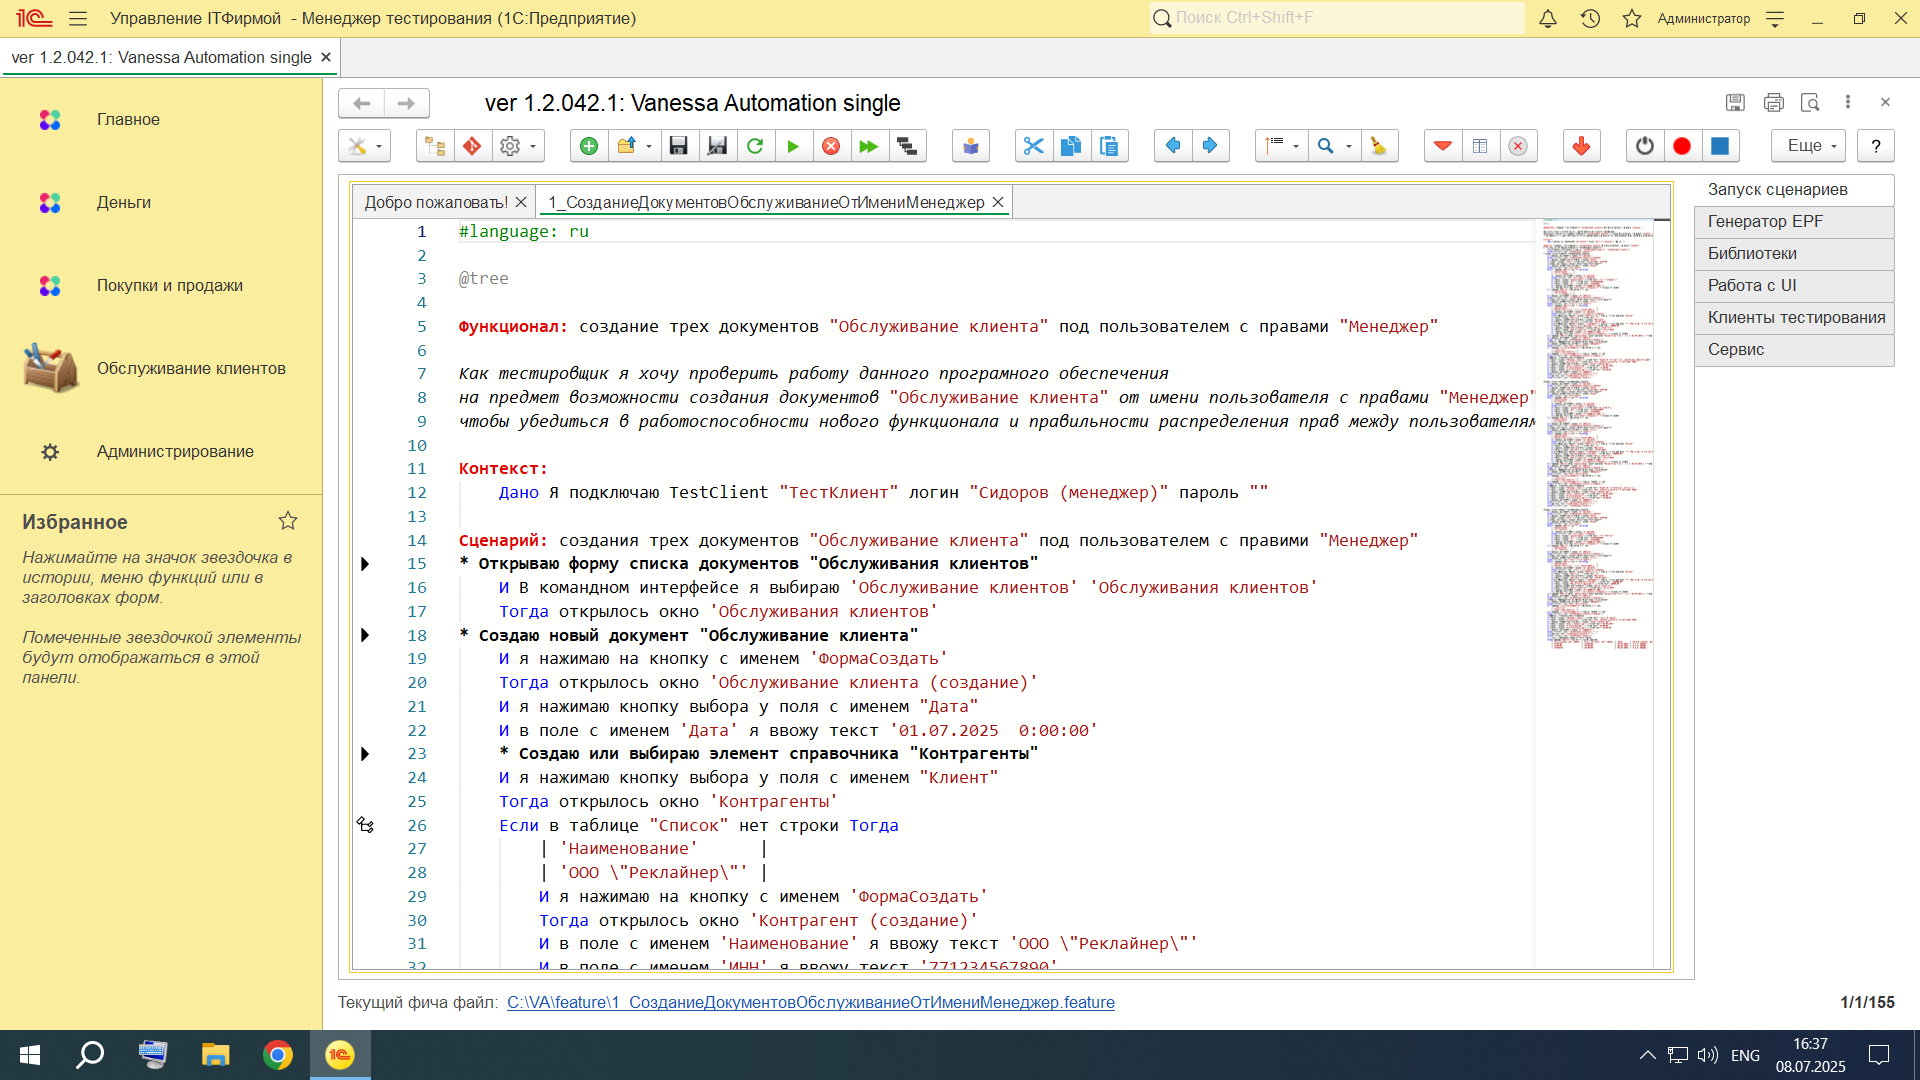 Управление ITФирмой - Менеджер тестирования (1С:Предприятие)
Поиск Ctrl+Shift+F
Администратор
ver 1.2.042.1: Vanessa Automation single
Главное
Деньги
Покупки и продажи
Обслуживание клиентов
Администрирование
Избранное
Нажимайте на значок звездочка в
истории, меню функций или в
заголовках форм.
Помеченные звездочкой элементы
будут отображаться в этой
панели.
ver 1.2.042.1: Vanessa Automation single
Еще
?
Добро пожаловать!
1_СозданиеДокументовОбслуживаниеОтИмениМенеджер
1 #language: ru
2
3 @tree
4
5 Функционал: создание трех документов "Обслуживание клиента" под пользователем с правами "Менеджер"
6
7 Как тестировщик я хочу проверить работу данного програмного обеспечения
8 на предмет возможности создания документов "Обслуживание клиента" от имени пользователя с правами "Менеджер"
9 чтобы убедиться в работоспособности нового функционала и правильности распределения прав между пользователям
10
11 Контекст:
12 Дано Я подключаю TestClient "ТестКлиент" логин "Сидоров (менеджер)" пароль ""
13
14 Сценарий: создания трех документов "Обслуживание клиента" под пользователем с правими "Менеджер"
15 * Открываю форму списка документов "Обслуживания клиентов"
16 И В командном интерфейсе я выбираю 'Обслуживание клиентов' 'Обслуживания клиентов'
17 Тогда открылось окно 'Обслуживания клиентов'
18 * Создаю новый документ "Обслуживание клиента"
19 И я нажимаю на кнопку с именем 'ФормаСоздать'
20 Тогда открылось окно 'Обслуживание клиента (создание)'
21 И я нажимаю кнопку выбора у поля с именем "Дата"
22 И в поле с именем 'Дата' я ввожу текст '01.07.2025  0:00:00'
23 * Создаю или выбираю элемент справочника "Контрагенты"
24 И я нажимаю кнопку выбора у поля с именем "Клиент"
25 Тогда открылось окно 'Контрагенты'
26 Если в таблице "Список" нет строки Тогда
27 | 'Наименование' |
28 | 'ООО \"Реклайнер\"' |
29 И я нажимаю на кнопку с именем 'ФормаСоздать'
30 Тогда открылось окно 'Контрагент (создание)'
31 И в поле с именем 'Наименование' я ввожу текст 'ООО \"Реклайнер\"'
32 И в поле с именем 'ИНН' я ввожу текст '771234567890'
Запуск сценариев
Генератор EPF
Библиотеки
Работа с UI
Клиенты тестирования
Сервис
Текущий фича файл: C:\VA\feature\1_СозданиеДокументовОбслуживаниеОтИмениМенеджер.feature
1/1/155
ENG
16:37
08.07.2025